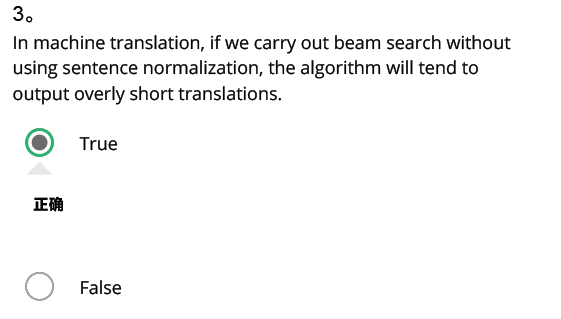 3。
In machine translation, if we carry out beam search without
using sentence normalization, the algorithm will tend to
output overly short translations.
True
正确
False